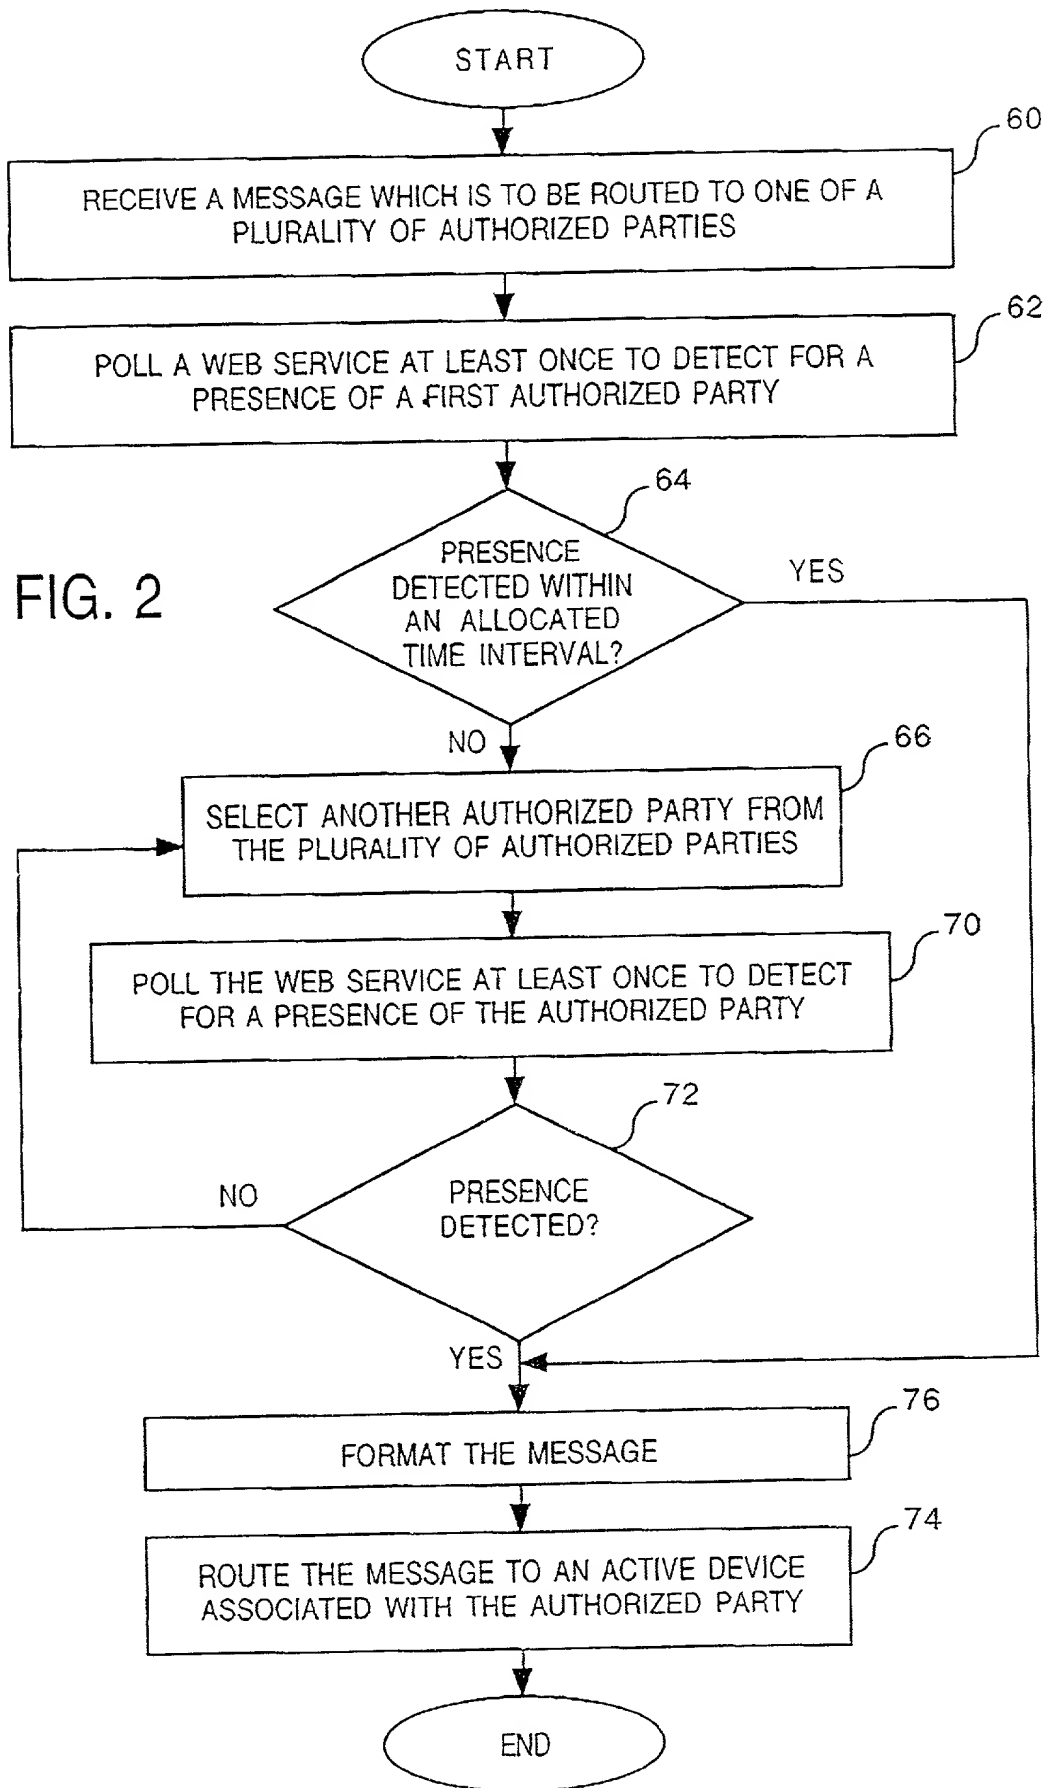 START
60
RECEIVE A MESSAGE WHICH IS TO BE ROUTED TO ONE OF A
PLURALITY OF AUTHORIZED PARTIES
62
POLL A WEB SERVICE AT LEAST ONCE TO DETECT FOR A
PRESENCE OF A FIRST AUTHORIZED PARTY
64
PRESENCE
DETECTED WITHIN
AN ALLOCATED
TIME INTERVAL?
YES
FIG. 2
NO
66
SELECT ANOTHER AUTHORIZED PARTY FROM
THE PLURALITY OF AUTHORIZED PARTIES
70
POLL THE WEB SERVICE AT LEAST ONCE TO DETECT
FOR A PRESENCE OF THE AUTHORIZED PARTY
72
PRESENCE
DETECTED?
NO
YES
76
FORMAT THE MESSAGE
74
ROUTE THE MESSAGE TO AN ACTIVE DEVICE
ASSOCIATED WITH THE AUTHORIZED PARTY
END